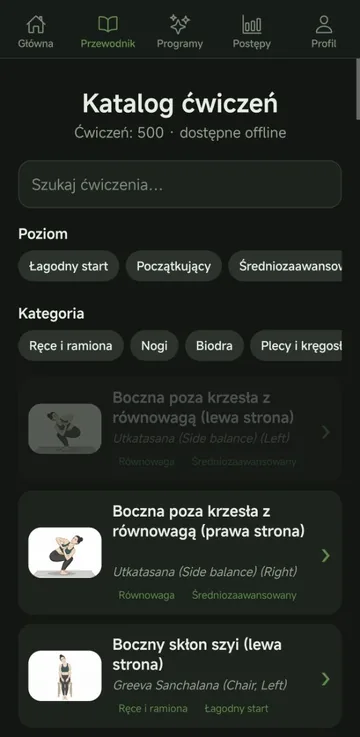 Główna
Przewodnik
Programy
Postępy
Profil
Katalog ćwiczeń
Ćwiczeń: 500 · dostępne offline
Szukaj ćwiczenia...
Poziom
Łagodny start
Początkujący
Średniozaawansow
Kategoria
Ręce i ramiona
Nogi
Biodra
Plecy i kręgosł
Boczna poza krzesła z
równowagą (lewa strona)
Utkatasana (Side balance) (Left)
Równowaga
Średniozaawansowany
Boczna poza krzesła z
równowagą (prawa strona)
Utkatasana (Side balance) (Right)
Równowaga
Średniozaawansowany
Boczny skłon szyi (lewa
strona)
Greeva Sanchalana (Chair, Left)
Ręce i ramiona
Łagodny start